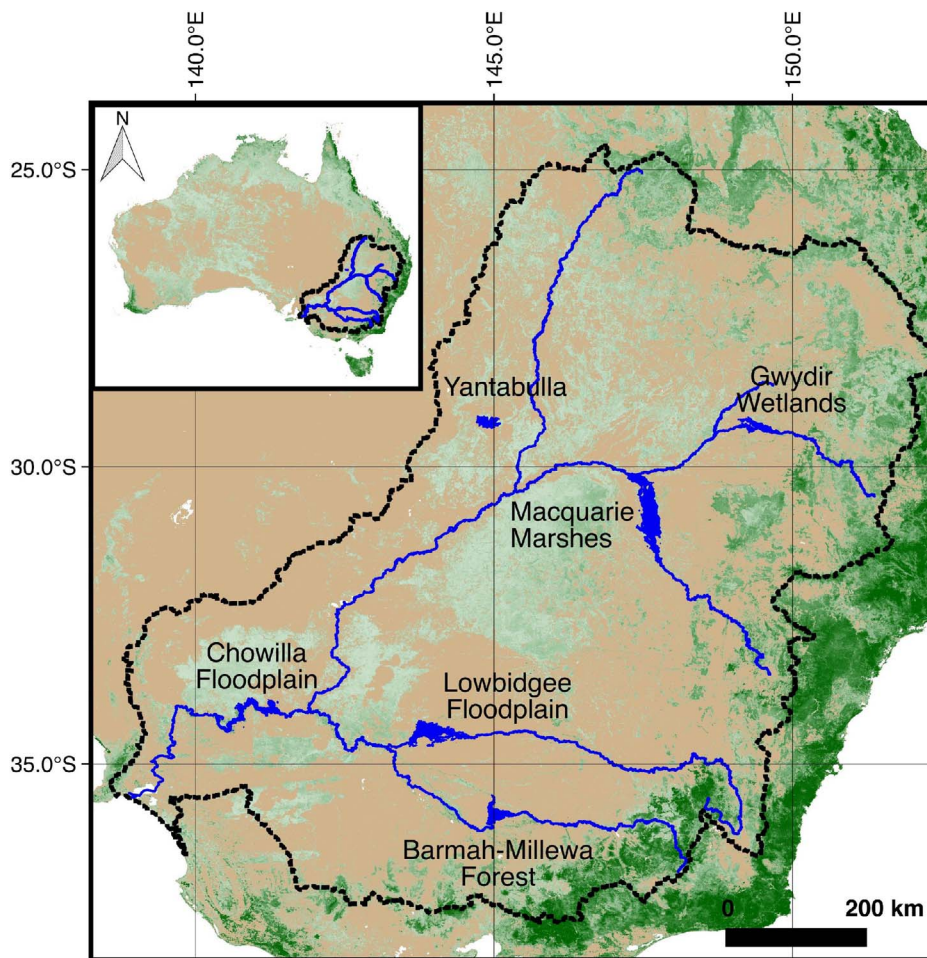 140.0°E
145.0°E
150.0°E
N
25.0°S
30.0°S
35.0°S
Yantabulla
Gwydir
Wetlands
Macquarie
Marshes
Chowilla
Floodplain
Lowbidgee
Floodplain
Barmah-Millewa
Forest
0
200 km